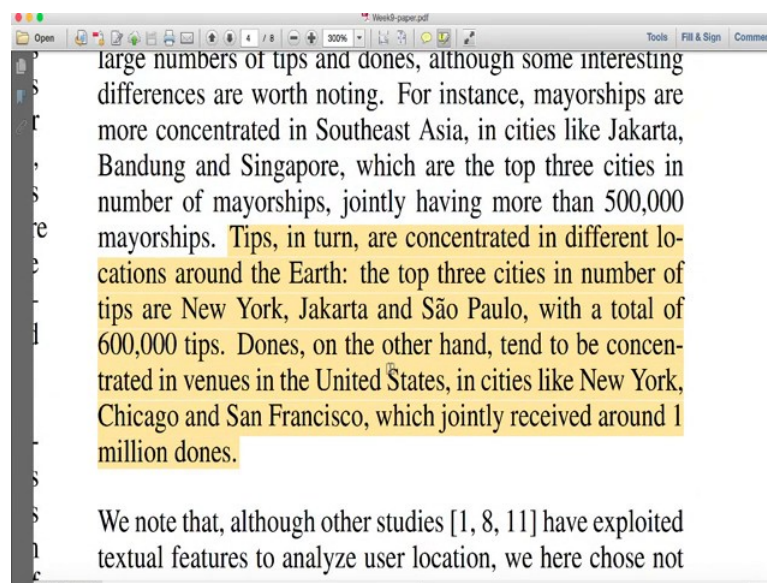 Week9-paper.pdf
Open
4 / 8
300%
Tools Fill & Sign Comme
large numbers of tips and dones, although some interesting
differences are worth noting. For instance, mayorships are
more concentrated in Southeast Asia, in cities like Jakarta,
Bandung and Singapore, which are the top three cities in
number of mayorships, jointly having more than 500,000
mayorships. Tips, in turn, are concentrated in different lo-
cations around the Earth: the top three cities in number of
tips are New York, Jakarta and São Paulo, with a total of
600,000 tips. Dones, on the other hand, tend to be concen-
trated in venues in the United States, in cities like New York,
Chicago and San Francisco, which jointly received around 1
million dones.
We note that, although other studies [1, 8, 11] have exploited
textual features to analyze user location, we here chose not